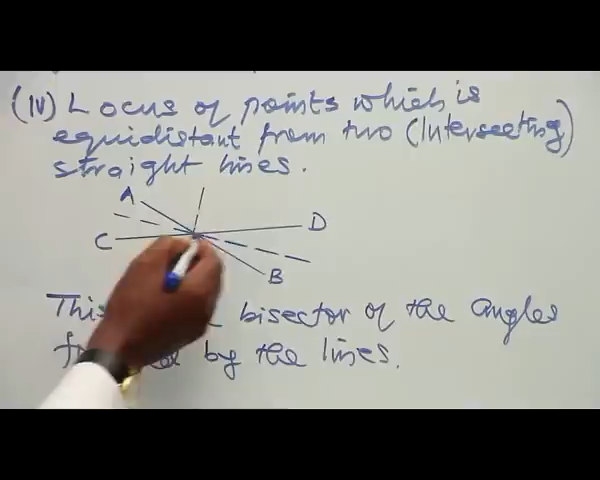 (IV) Locus of points which is
equidistant from two (Intersecting)
straight lines.
A
D
C
B
This bisector of the angles
by the lines.